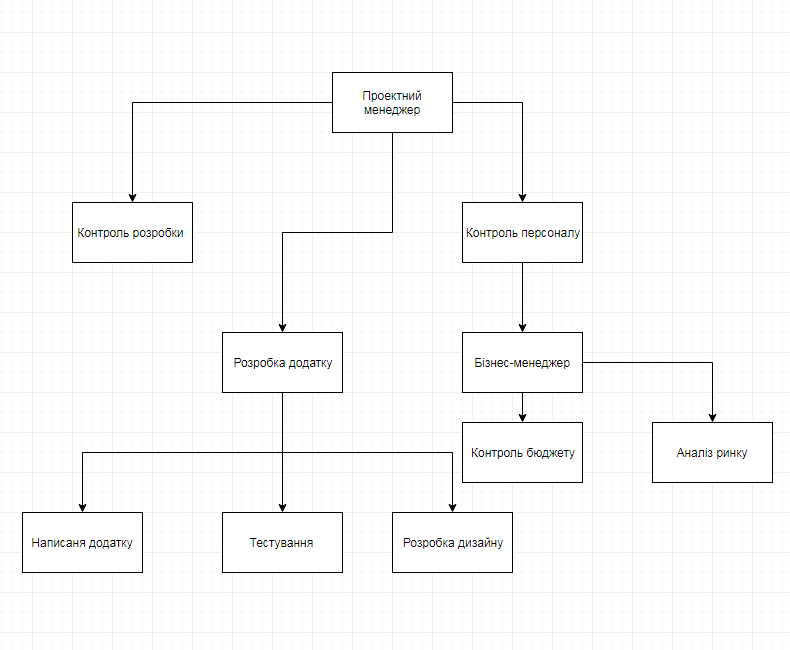 Проектний
менеджер
Контроль розробки
Контроль персоналу
Розробка додатку
Бізнес-менеджер
Контроль бюджету
Аналіз ринку
Написаня додатку
Тестування
Розробка дизайну